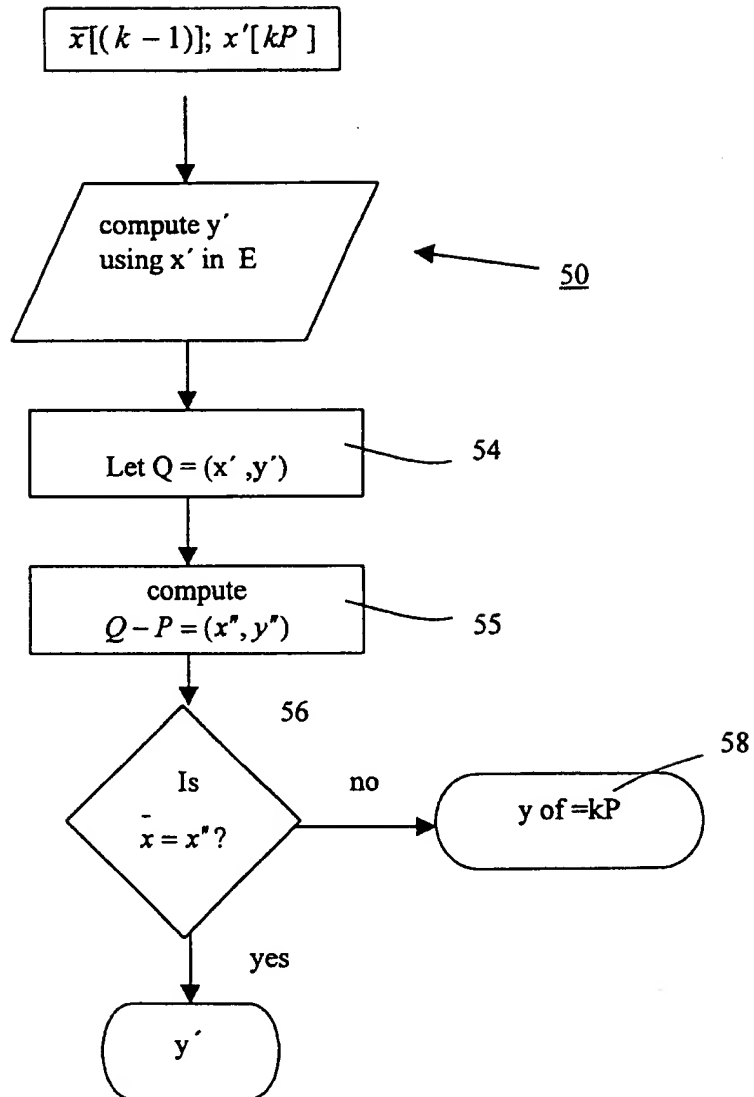 x̅[(k − 1)]; x′[kP ]
compute y´
using x´ in E
50
Let Q = (x´ ,y´)
54
compute
Q − P = (x″, y″)
55
56
Is
x̅ = x″?
no
58
y of =kP
yes
y´